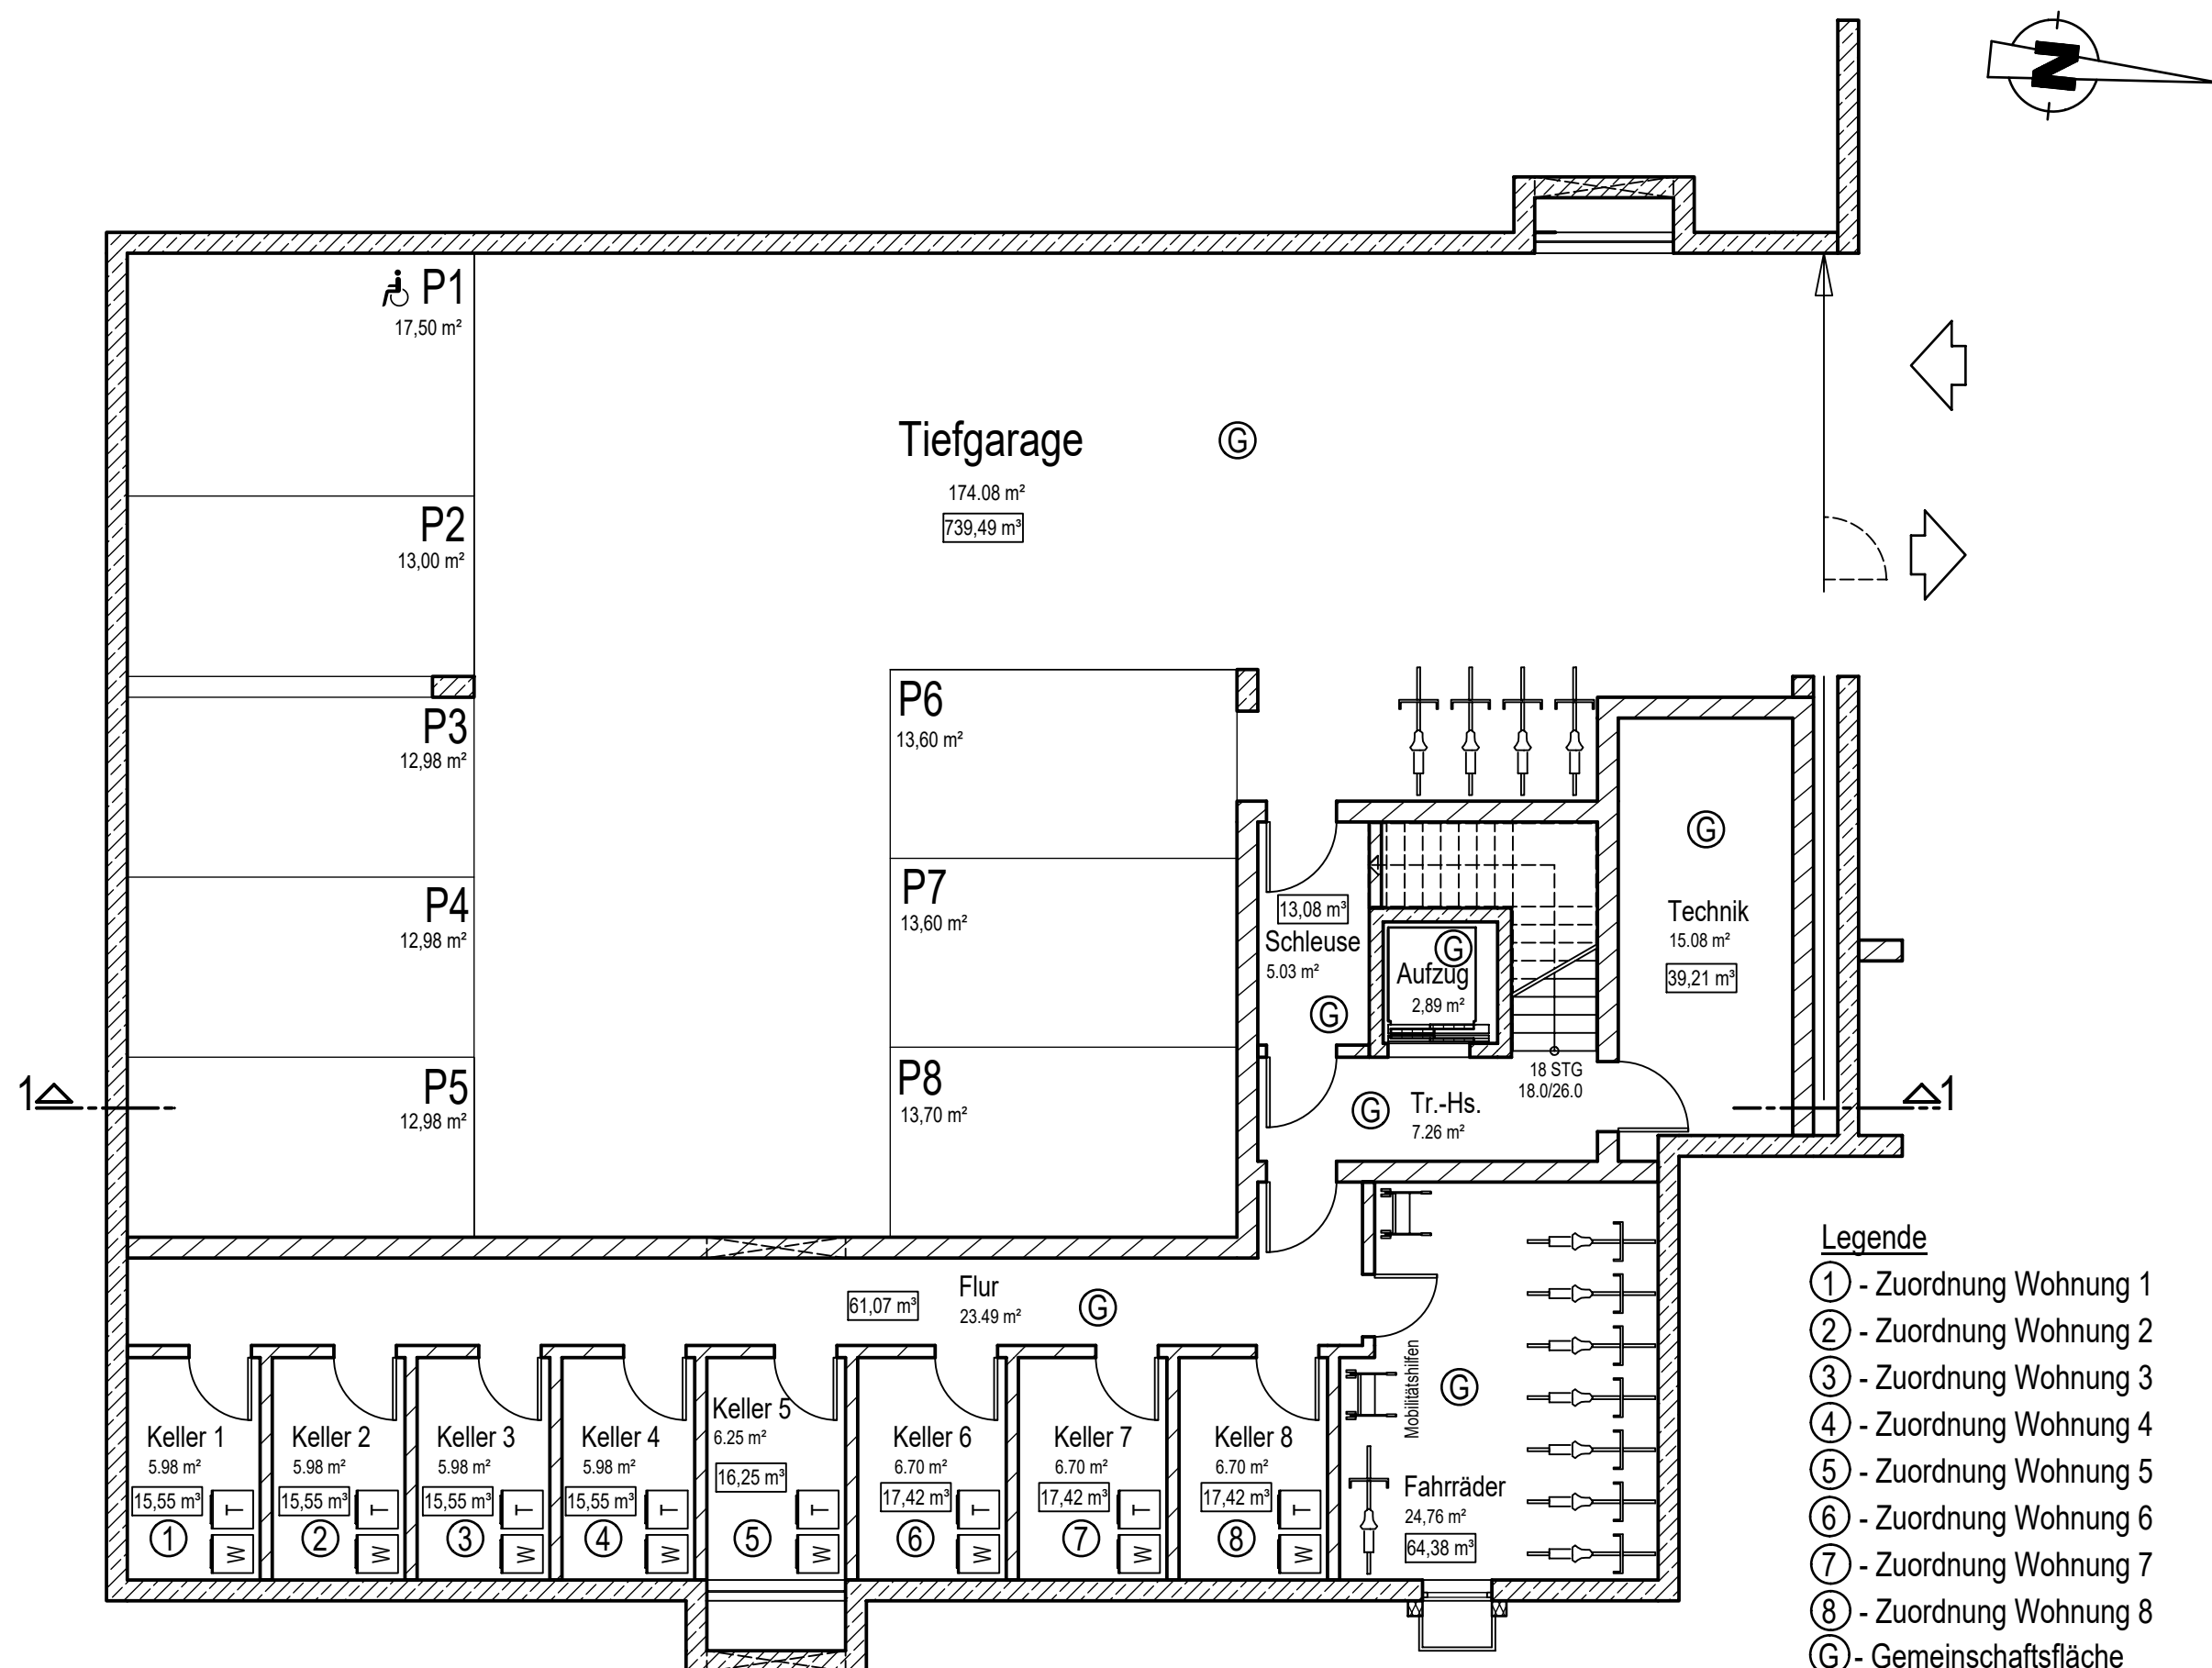 N
P1
17,50 m²
P2
13,00 m²
P3
12,98 m²
P4
12,98 m²
P5
12,98 m²
Tiefgarage
G
174.08 m²
739,49 m³
P6
13,60 m²
P7
13,60 m²
P8
13,70 m²
13,08 m³
Schleuse
5.03 m²
G
G
Aufzug
2,89 m²
18 STG
18.0/26.0
G
Tr.-Hs.
7.26 m²
G
Technik
15.08 m²
39,21 m³
1
1
Flur
61,07 m³
23.49 m²
G
Keller 1
5.98 m²
15,55 m³
T
1
W
Keller 2
5.98 m²
15,55 m³
T
2
W
Keller 3
5.98 m²
15,55 m³
T
3
W
Keller 4
5.98 m²
15,55 m³
T
4
W
Keller 5
6.25 m²
16,25 m³
T
5
W
Keller 6
6.70 m²
17,42 m³
T
6
W
Keller 7
6.70 m²
17,42 m³
T
7
W
Keller 8
6.70 m²
17,42 m³
T
8
W
Mobilitätshilfen
G
Fahrräder
24,76 m²
64,38 m³
Legende
1 - Zuordnung Wohnung 1
2 - Zuordnung Wohnung 2
3 - Zuordnung Wohnung 3
4 - Zuordnung Wohnung 4
5 - Zuordnung Wohnung 5
6 - Zuordnung Wohnung 6
7 - Zuordnung Wohnung 7
8 - Zuordnung Wohnung 8
G - Gemeinschaftsfläche